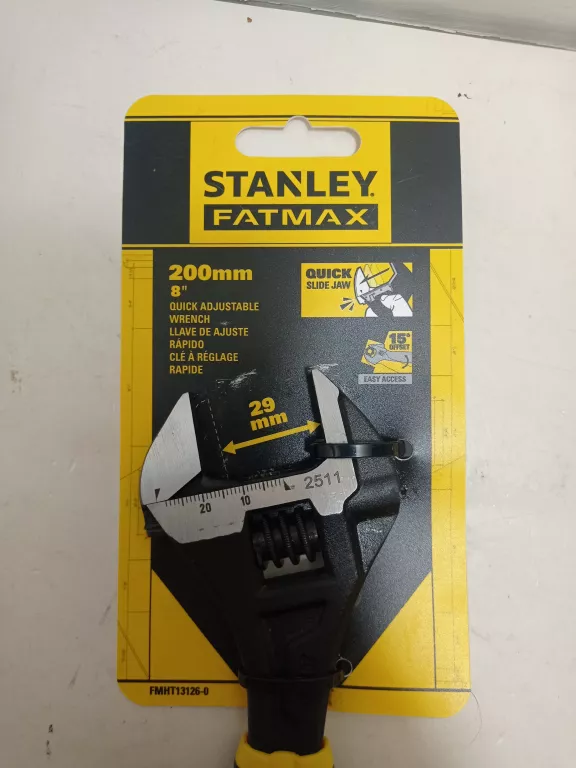 STANLEY
FATMAX
200mm
8"
QUICK ADJUSTABLE
WRENCH
LLAVE DE AJUSTE
RÁPIDO
CLÉ À RÉGLAGE
RAPIDE
QUICK
SLIDE JAW
15°
OFFSET
EASY ACCESS
29
mm
20
10
2511
FMHT13126-0